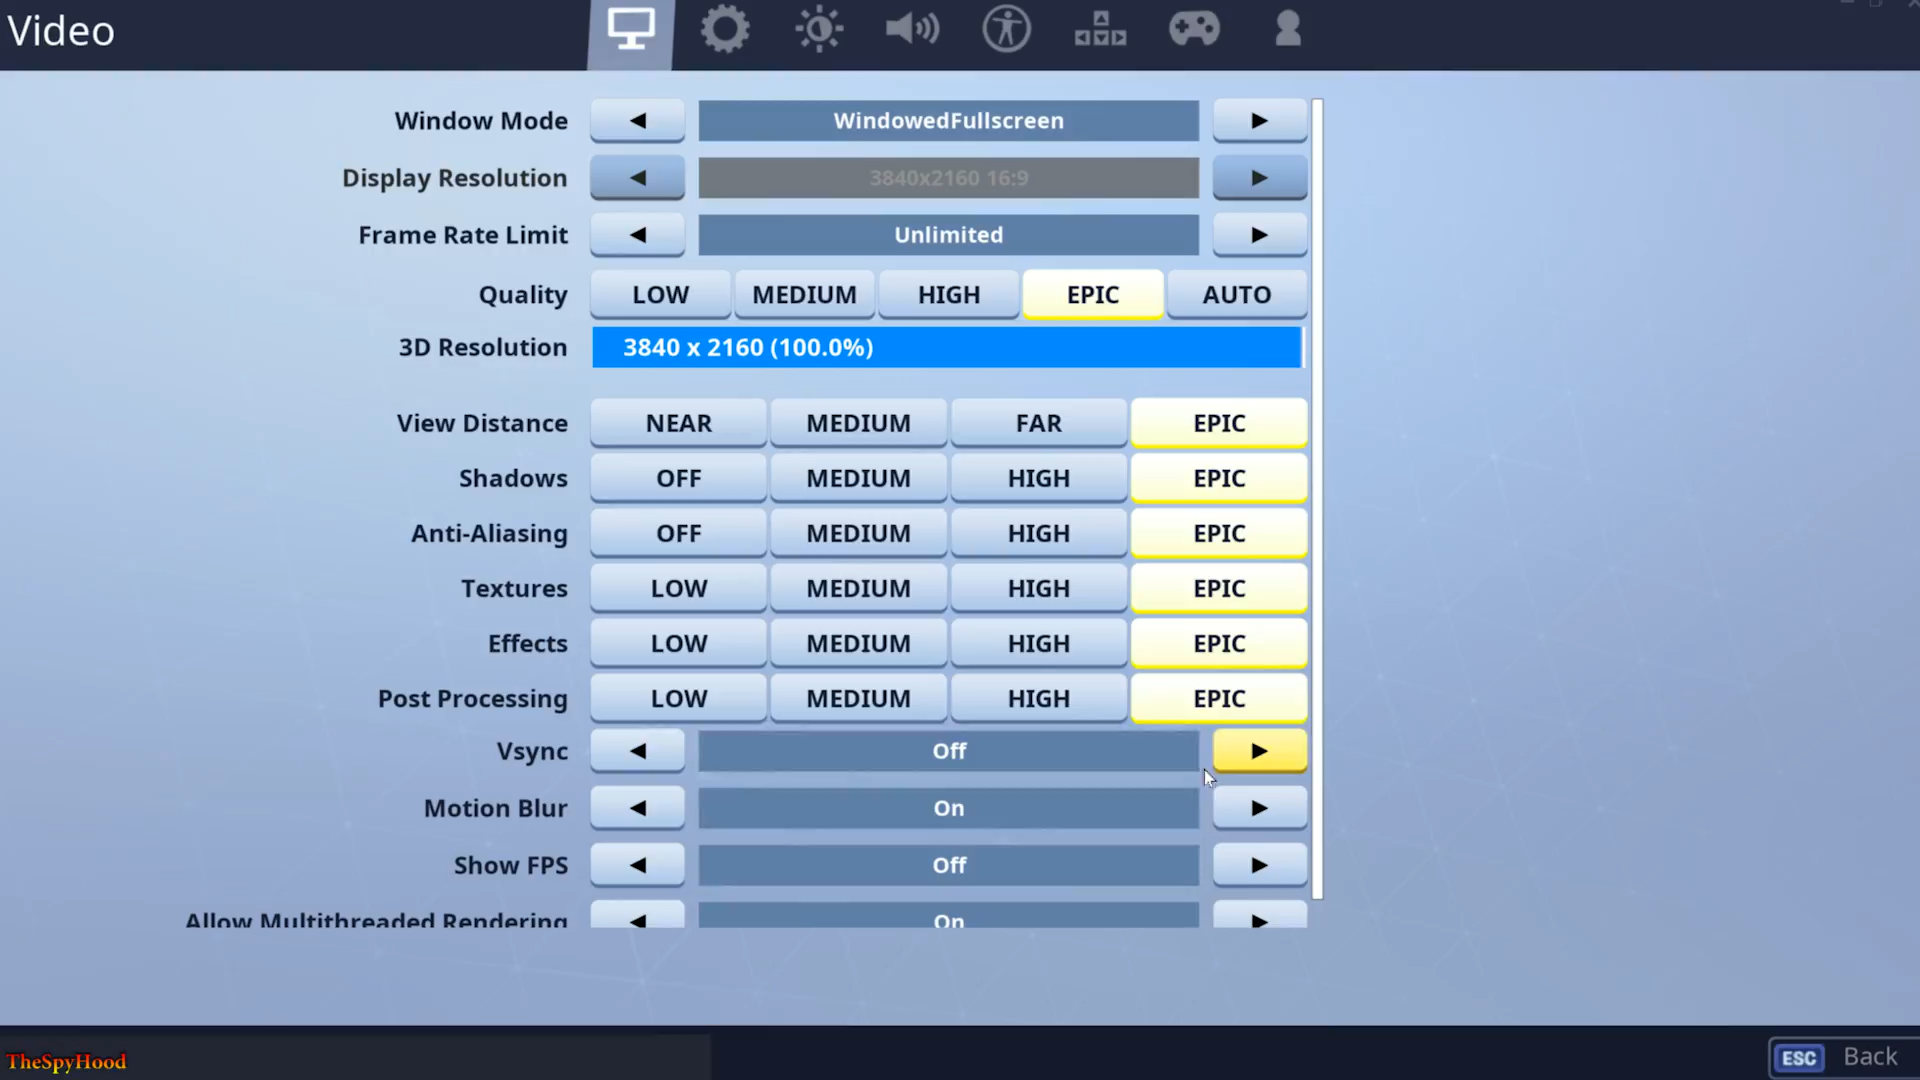 Video
Window Mode WindowedFullscreen
Display Resolution 3840x2160 16:9
Frame Rate Limit Unlimited
Quality LOW MEDIUM HIGH EPIC AUTO
3D Resolution 3840 x 2160 (100.0%)
View Distance NEAR MEDIUM FAR EPIC
Shadows OFF MEDIUM HIGH EPIC
Anti-Aliasing OFF MEDIUM HIGH EPIC
Textures LOW MEDIUM HIGH EPIC
Effects LOW MEDIUM HIGH EPIC
Post Processing LOW MEDIUM HIGH EPIC
Vsync Off
Motion Blur On
Show FPS Off
Allow Multithreaded Rendering On
TheSpyHood
ESC Back